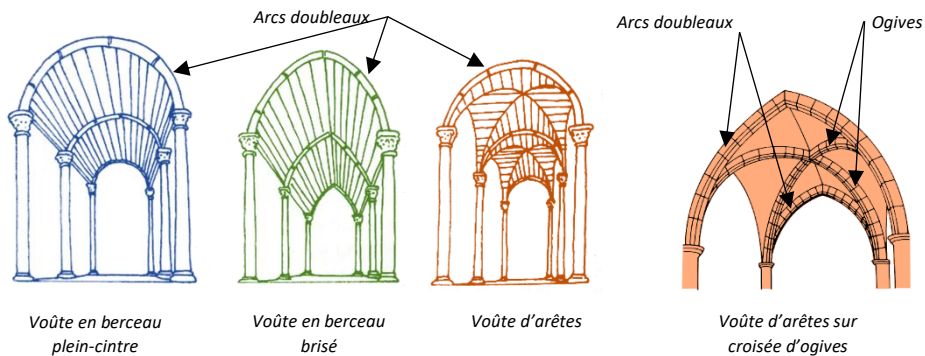 Arcs doubleaux
Arcs doubleaux
Ogives
Voûte en berceau
plein-cintre
Voûte en berceau
brisé
Voûte d’arêtes
Voûte d’arêtes sur
croisée d’ogives